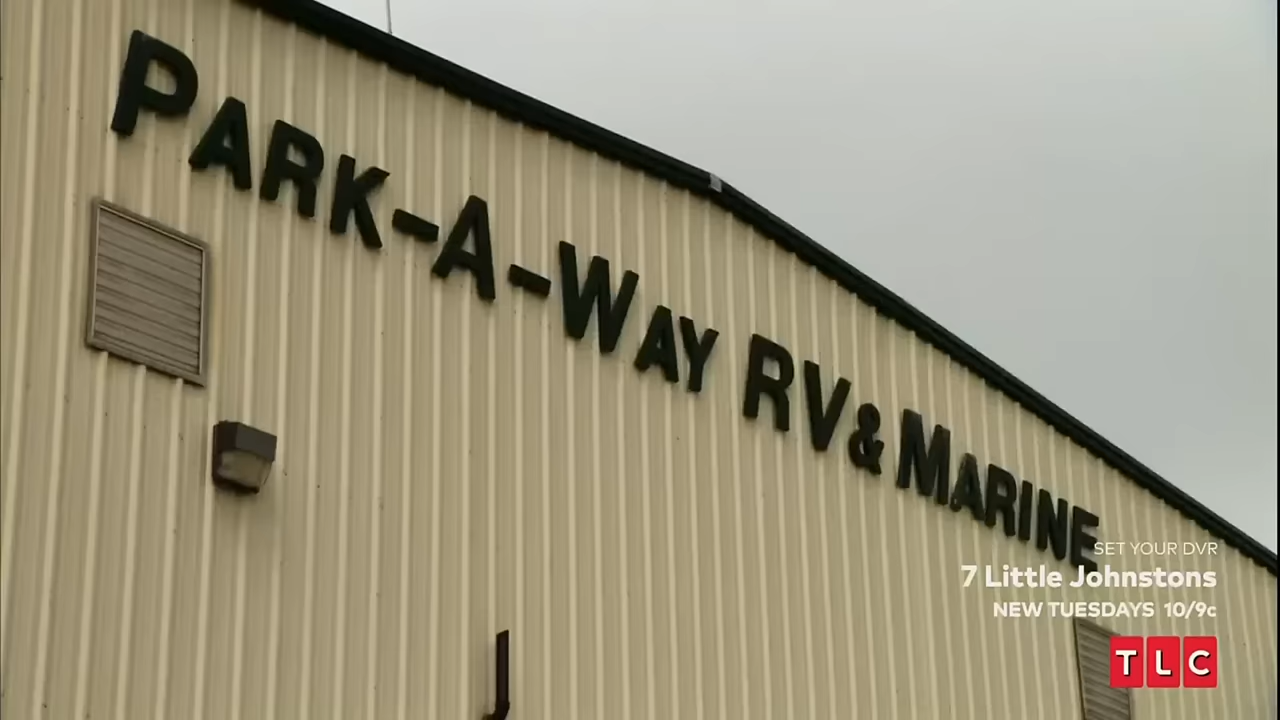 PARK-A-WAY RV & MARINE
SET YOUR DVR
7 Little Johnstons
NEW TUESDAYS 10/9c
TLC